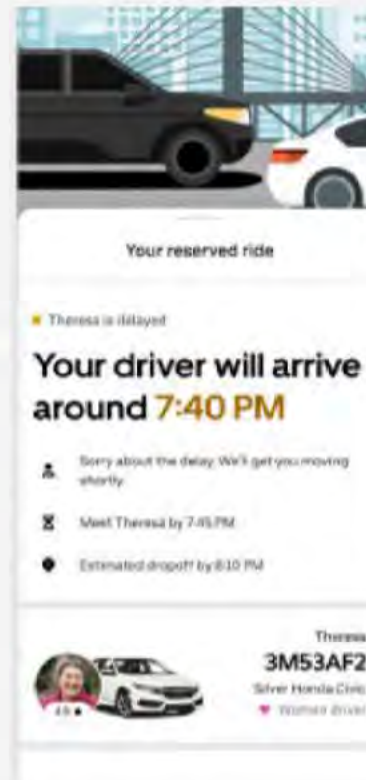 Your reserved ride
Theresa is delayed
Your driver will arrive
around 7:40 PM
Sorry about the delay. We'll get you moving
shortly.
Meet Theresa by 7:45 PM
Estimated dropoff by 8:10 PM
Theresa
3M53AF2
Silver Honda Civic
4.9 ★
Women driver